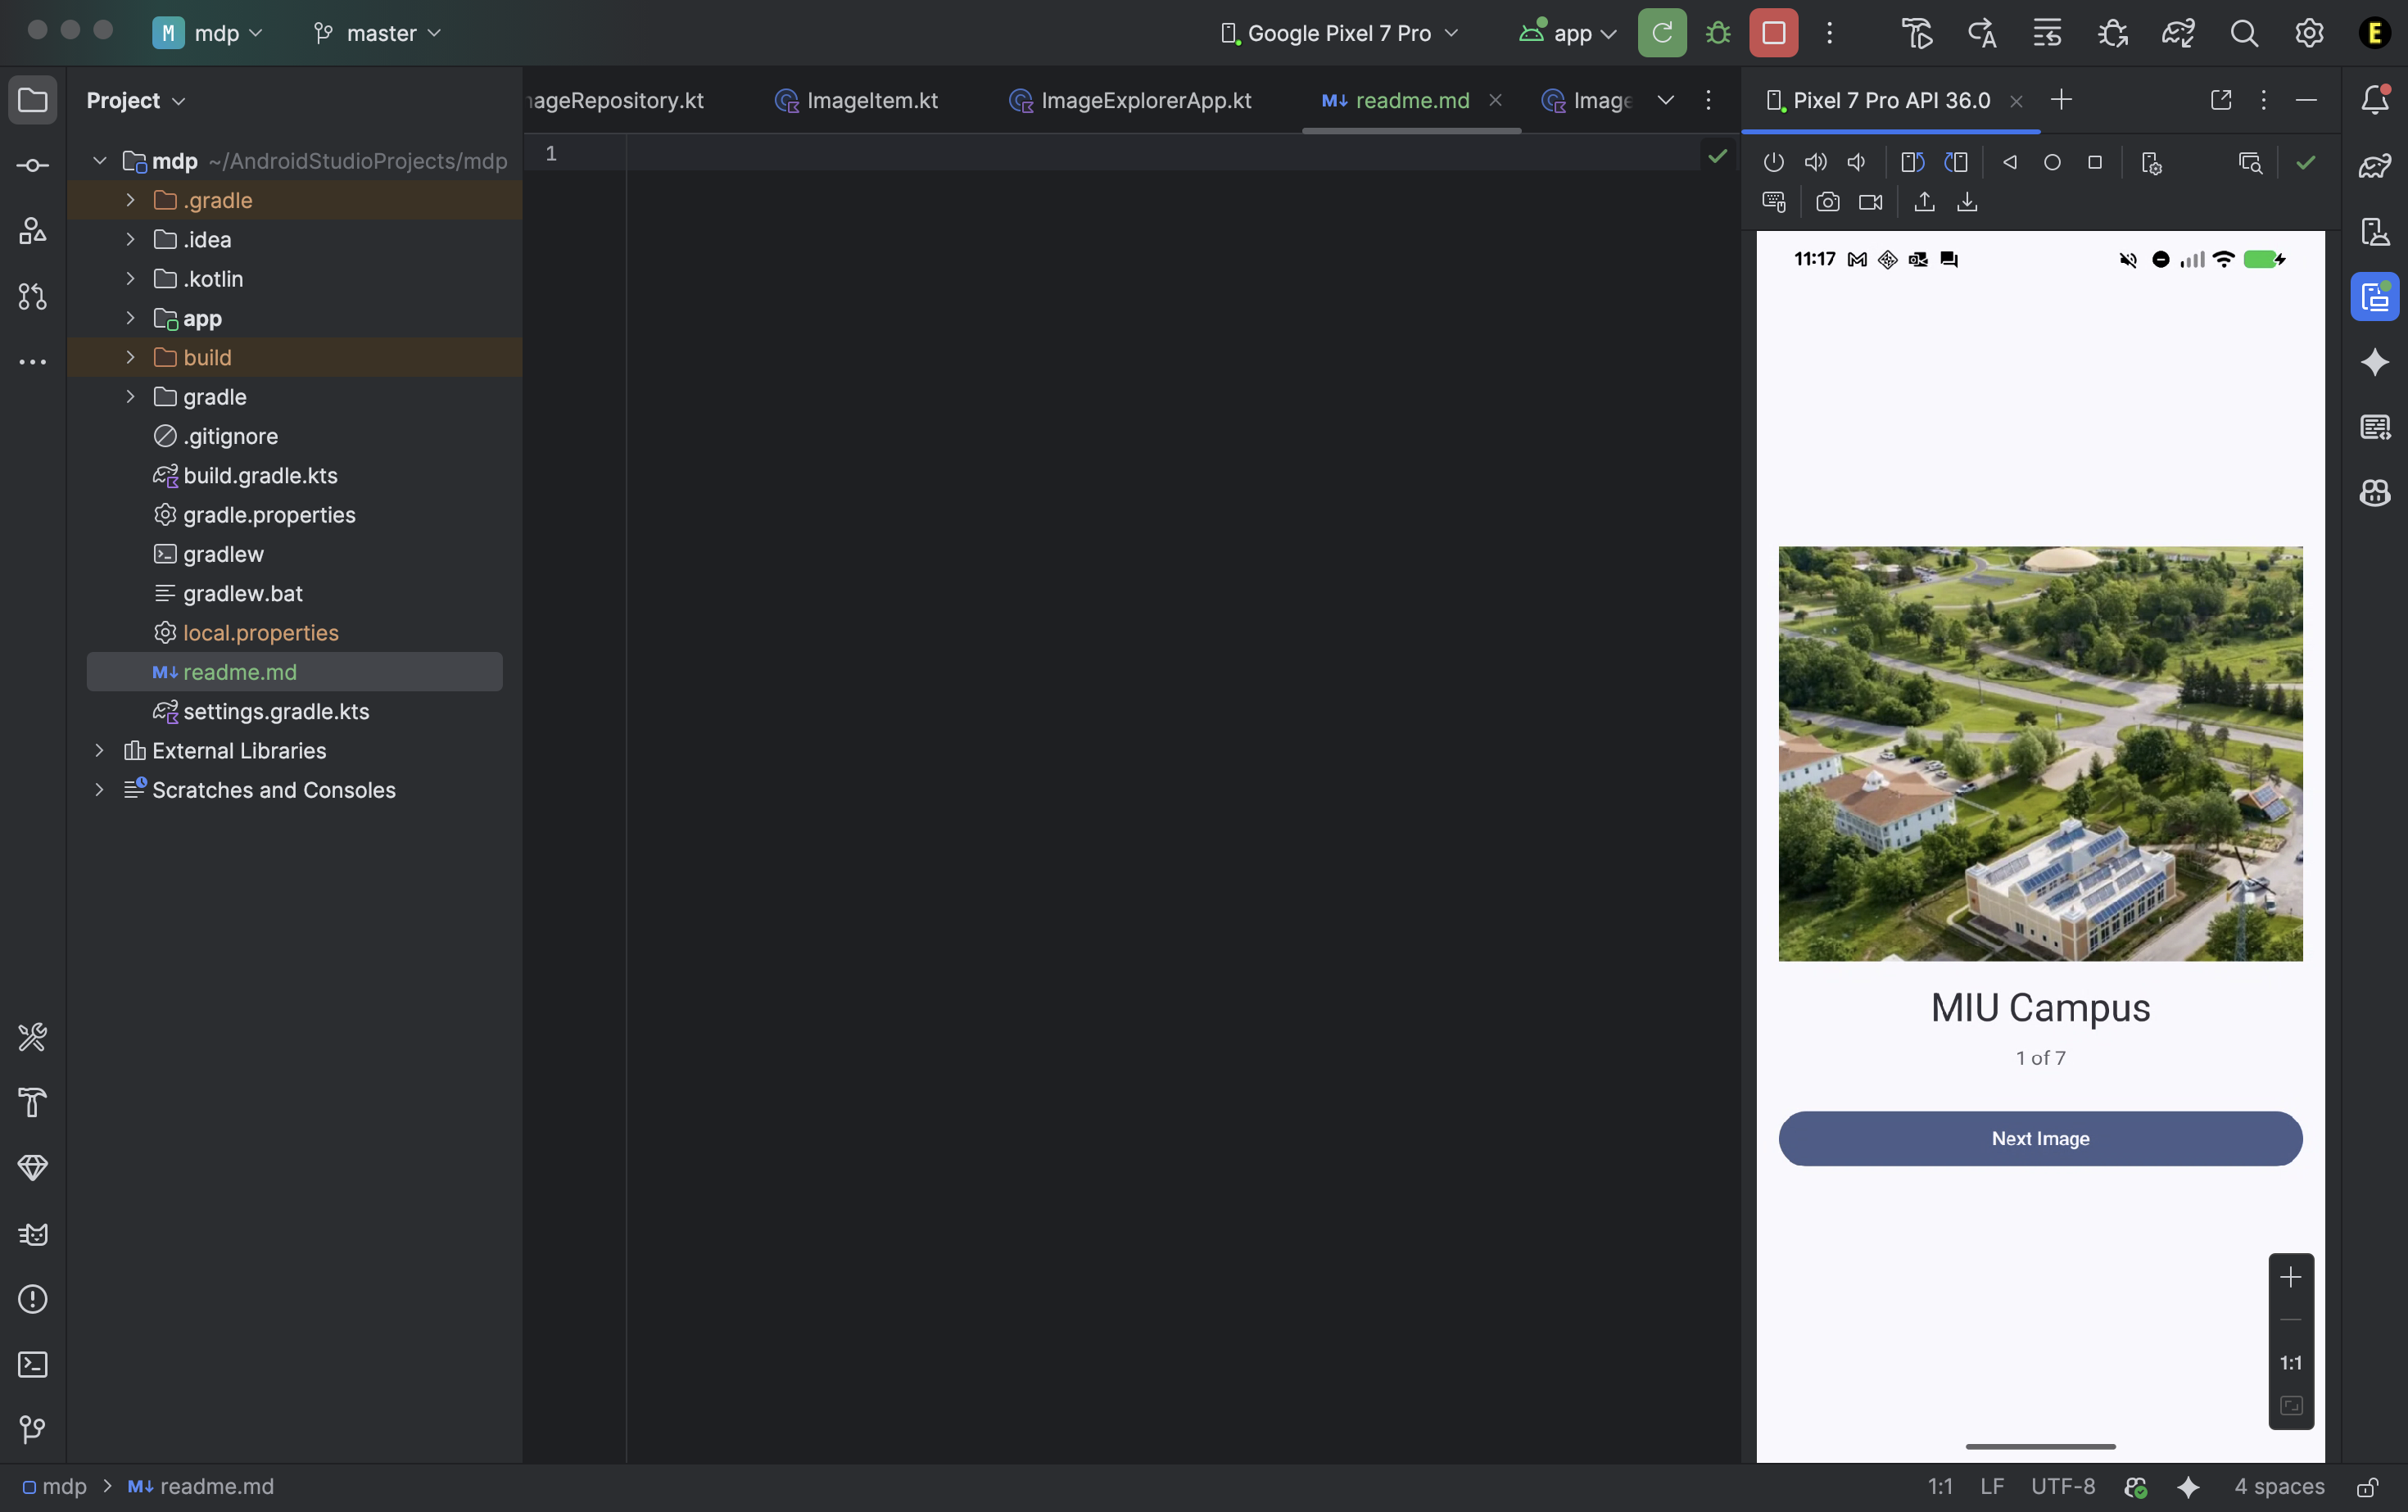 M mdp master Google Pixel 7 Pro app E
Project
ageRepository.kt ImageItem.kt ImageExplorerApp.kt M↓ readme.md Image Pixel 7 Pro API 36.0
mdp ~/AndroidStudioProjects/mdp
.gradle
.idea
.kotlin
app
build
gradle
.gitignore
build.gradle.kts
gradle.properties
gradlew
gradlew.bat
local.properties
M↓ readme.md
settings.gradle.kts
External Libraries
Scratches and Consoles
1
11:17
MIU Campus
1 of 7
Next Image
1:1
mdp > M↓ readme.md 1:1 LF UTF-8 4 spaces